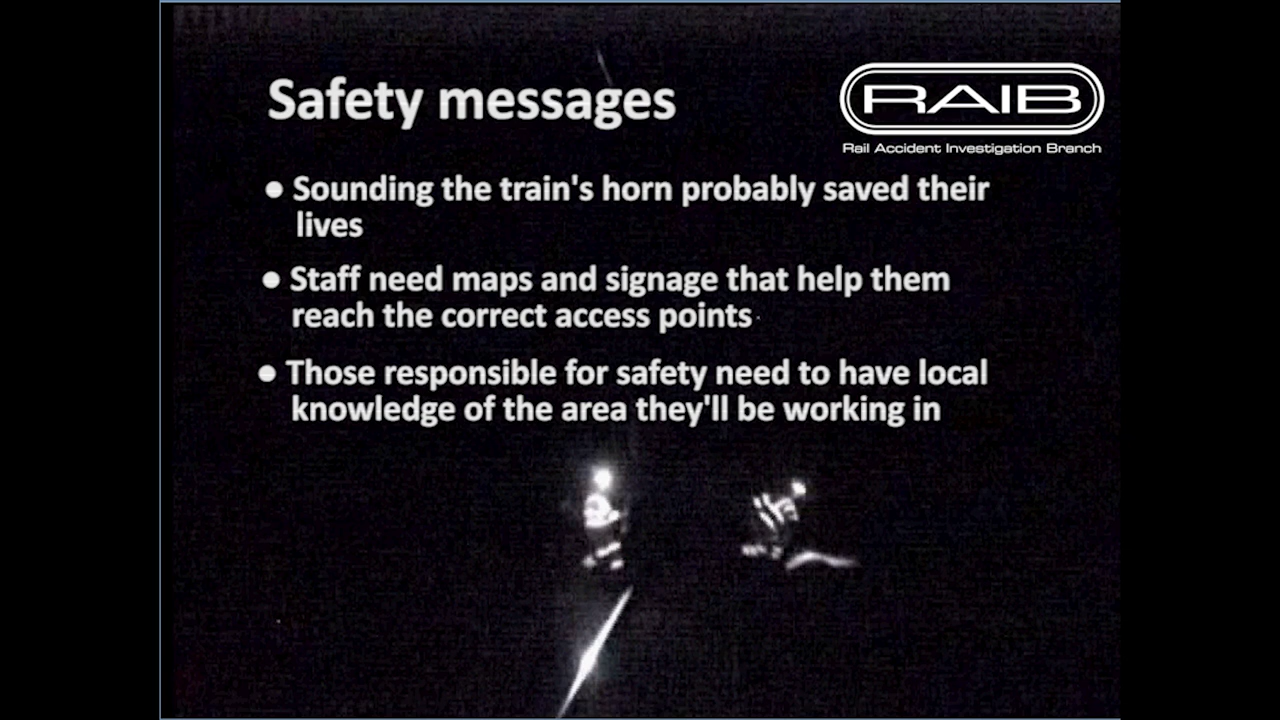 Safety messages
RAIB
Rail Accident Investigation Branch
● Sounding the train's horn probably saved their
lives
● Staff need maps and signage that help them
reach the correct access points
● Those responsible for safety need to have local
knowledge of the area they'll be working in